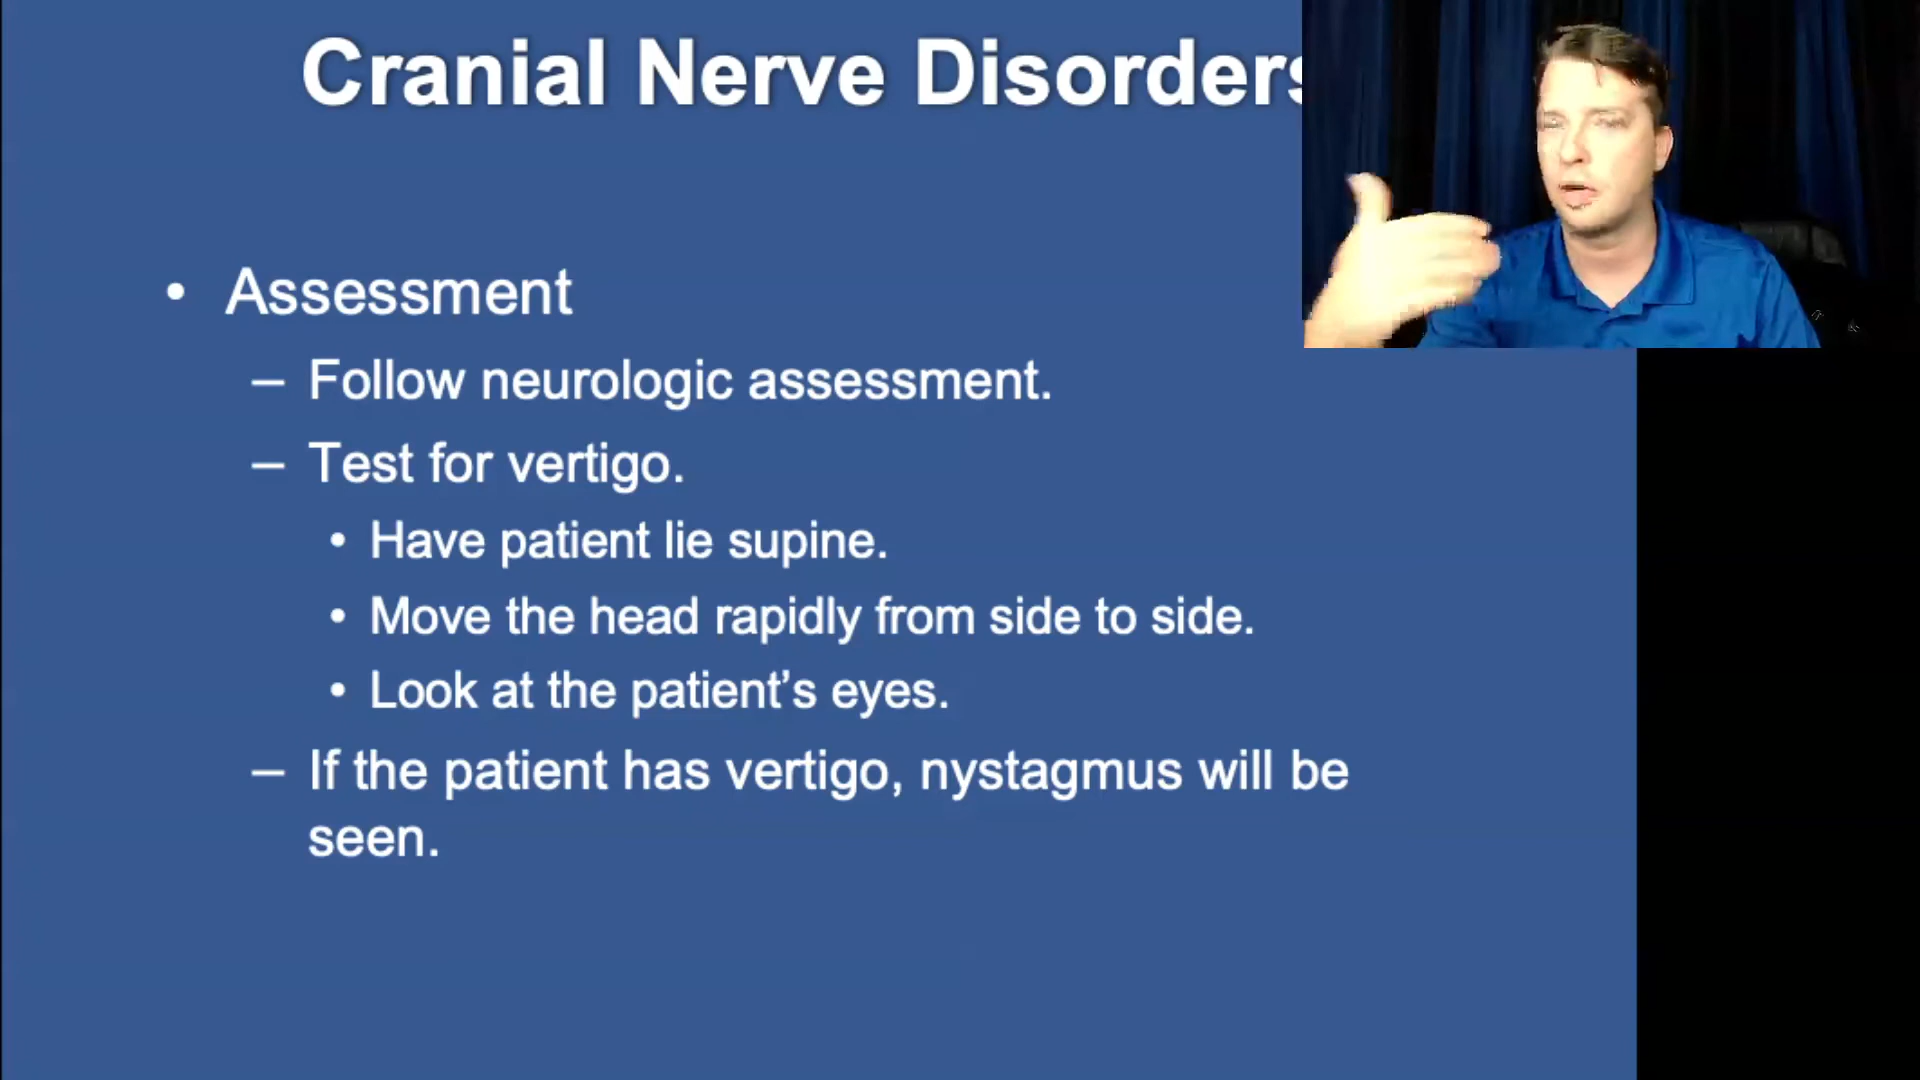 Cranial Nerve Disorders
• Assessment
– Follow neurologic assessment.
– Test for vertigo.
• Have patient lie supine.
• Move the head rapidly from side to side.
• Look at the patient’s eyes.
– If the patient has vertigo, nystagmus will be
seen.